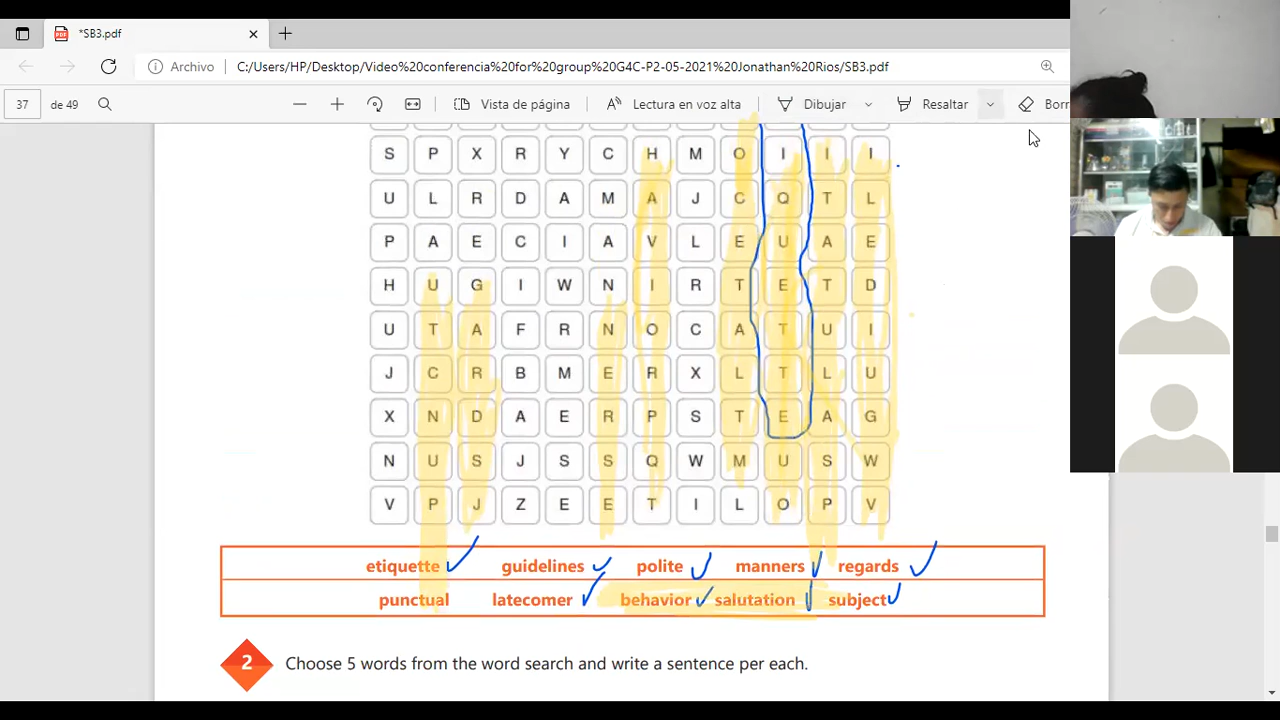 *SB3.pdf
Archivo C:/Users/HP/Desktop/Video%20conferencia%20for%20group%20G4C-P2-05-2021%20Jonathan%20Rios/SB3.pdf
37 de 49 Vista de página Lectura en voz alta Dibujar Resaltar Borr
S P X R Y C H M O I I I
U L R D A M A J C Q T L
P A E C I A V L E U A E
H U G I W N I R T E T D
U T A F R N O C A T U I
J C R B M E R X L T L U
X N D A E R P S T E A G
N U S J S S Q W M U S W
V P J Z E E T I L O P V
etiquette guidelines polite manners regards
punctual latecomer behavior salutation subject
2 Choose 5 words from the word search and write a sentence per each.